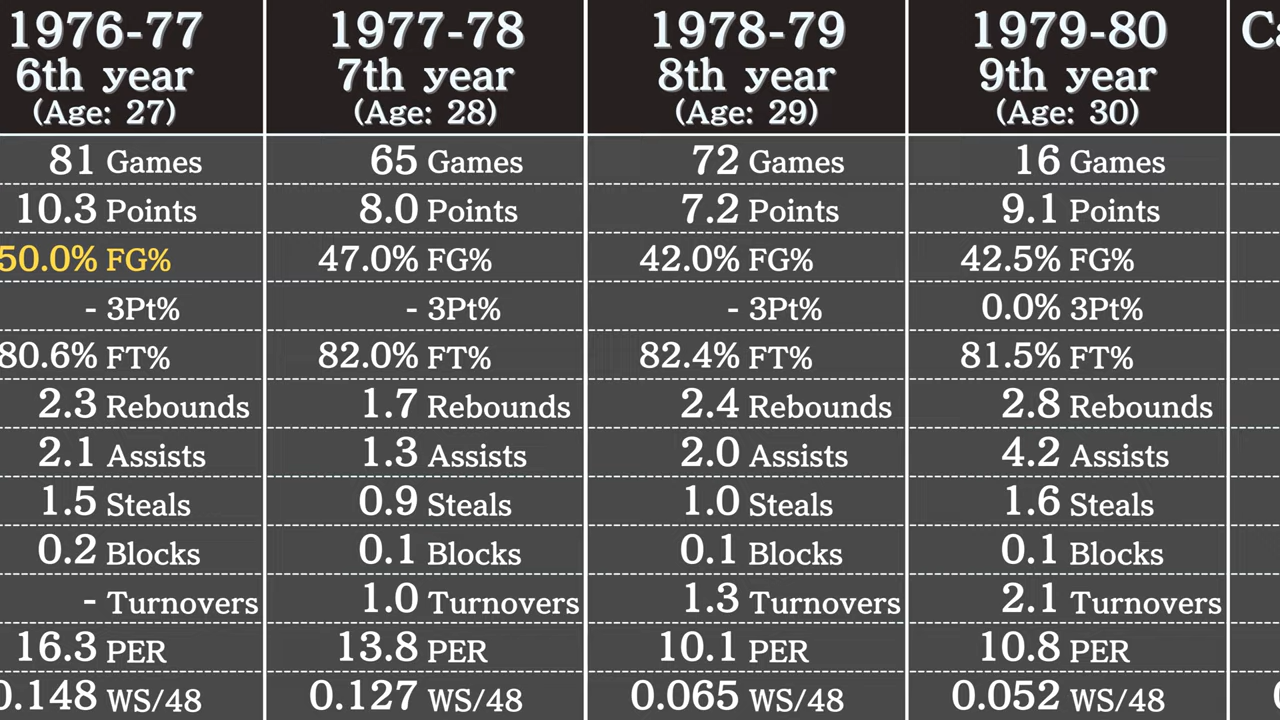 1976-77
6th year
(Age: 27)
81 Games
10.3 Points
50.0% FG%
- 3Pt%
80.6% FT%
2.3 Rebounds
2.1 Assists
1.5 Steals
0.2 Blocks
- Turnovers
16.3 PER
0.148 WS/48
1977-78
7th year
(Age: 28)
65 Games
8.0 Points
47.0% FG%
- 3Pt%
82.0% FT%
1.7 Rebounds
1.3 Assists
0.9 Steals
0.1 Blocks
1.0 Turnovers
13.8 PER
0.127 WS/48
1978-79
8th year
(Age: 29)
72 Games
7.2 Points
42.0% FG%
- 3Pt%
82.4% FT%
2.4 Rebounds
2.0 Assists
1.0 Steals
0.1 Blocks
1.3 Turnovers
10.1 PER
0.065 WS/48
1979-80
9th year
(Age: 30)
16 Games
9.1 Points
42.5% FG%
0.0% 3Pt%
81.5% FT%
2.8 Rebounds
4.2 Assists
1.6 Steals
0.1 Blocks
2.1 Turnovers
10.8 PER
0.052 WS/48